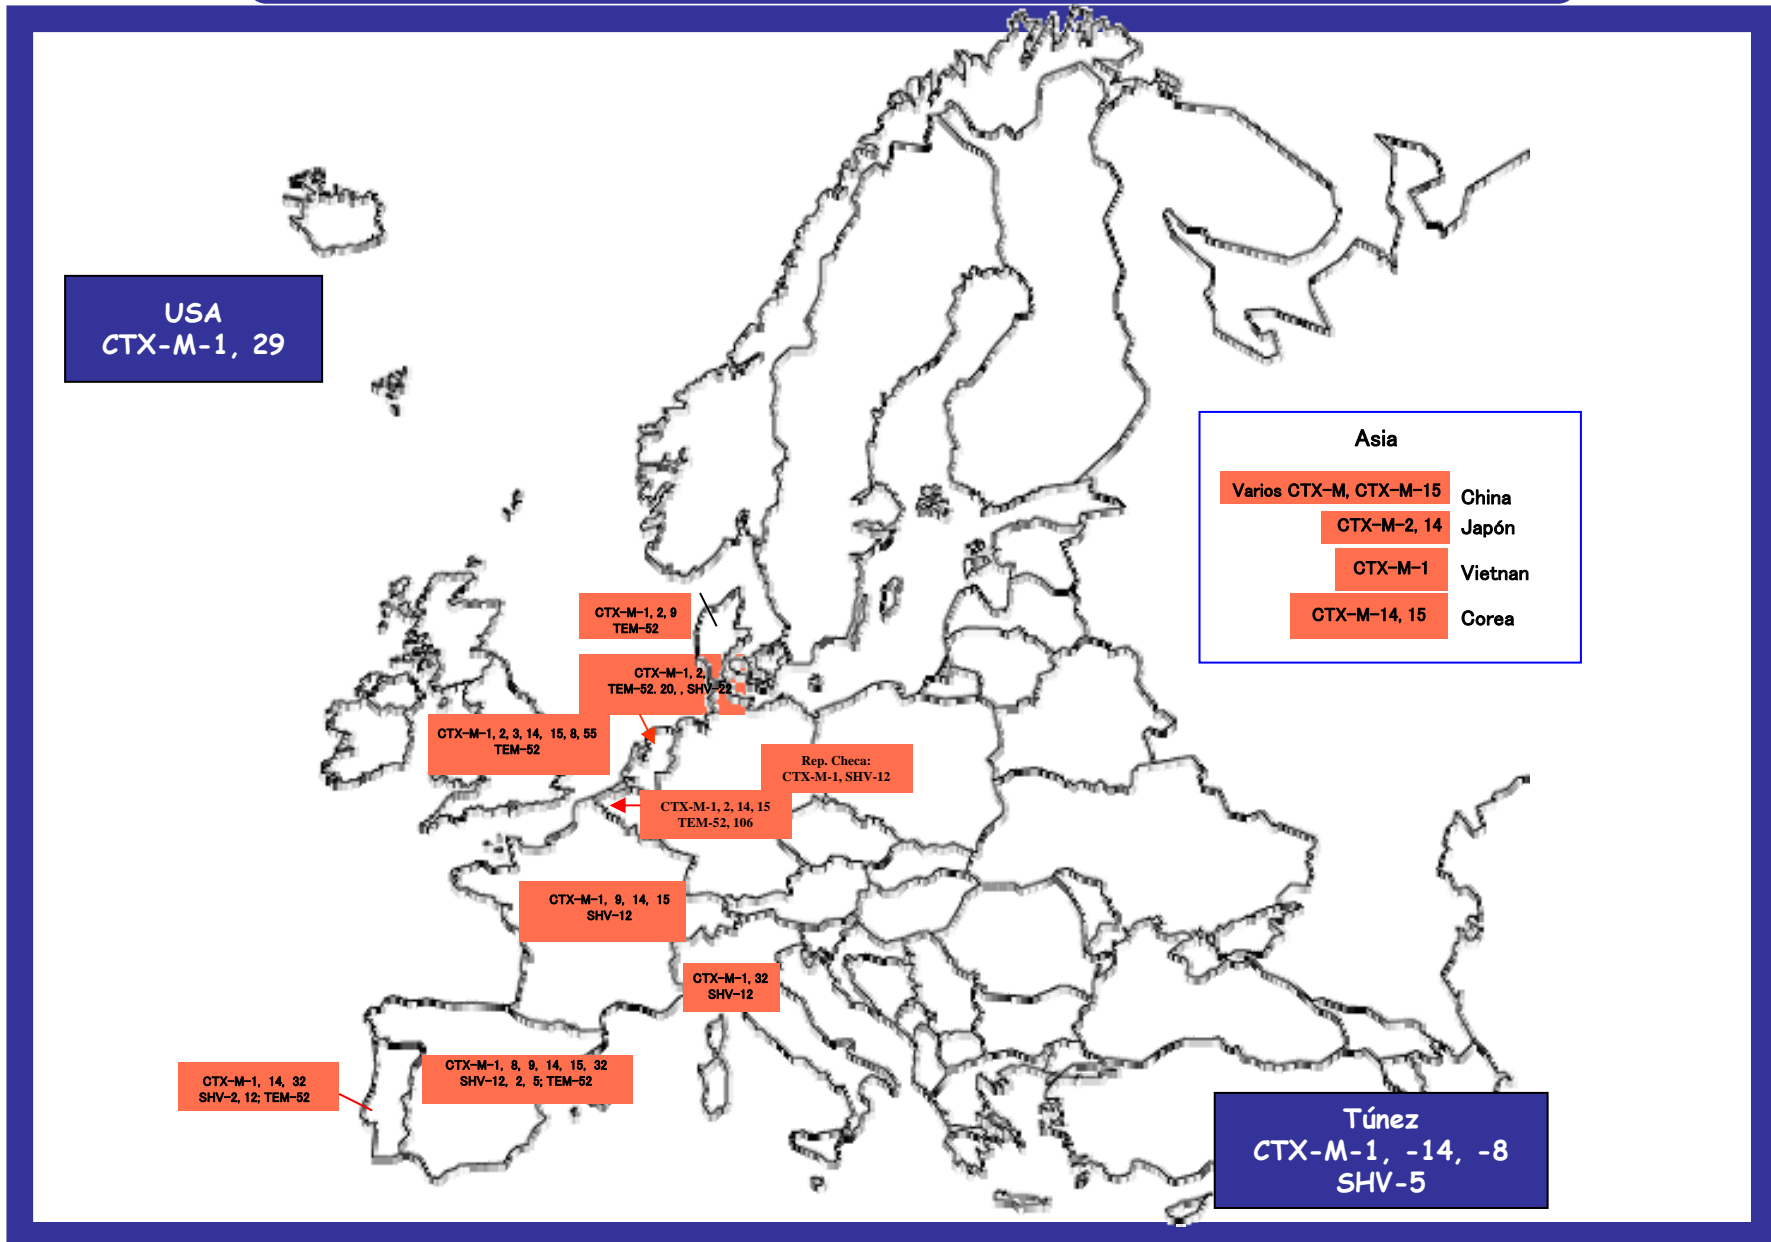 USA
CTX-M-1, 29
Asia
Varios CTX-M, CTX-M-15 China
CTX-M-2, 14 Japón
CTX-M-1 Vietnan
CTX-M-14, 15 Corea
CTX-M-1, 2, 9
TEM-52
CTX-M-1, 2,
TEM-52. 20, , SHV-22
CTX-M-1, 2, 3, 14, 15, 8, 55
TEM-52
Rep. Checa:
CTX-M-1, SHV-12
CTX-M-1, 2, 14, 15
TEM-52, 106
CTX-M-1, 9, 14, 15
SHV-12
CTX-M-1, 32
SHV-12
CTX-M-1, 8, 9, 14, 15, 32
SHV-12, 2, 5; TEM-52
CTX-M-1, 14, 32
SHV-2, 12; TEM-52
Túnez
CTX-M-1, -14, -8
SHV-5